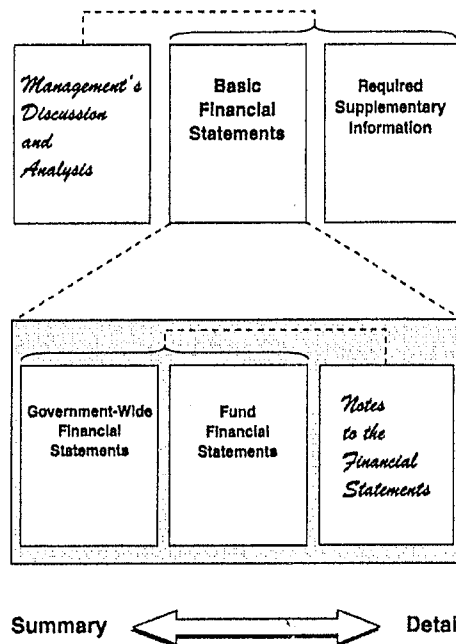 Management's
Discussion
and
Analysis
Basic
Financial
Statements
Required
Supplementary
Information
Government-Wide
Financial
Statements
Fund
Financial
Statements
Notes
to the
Financial
Statements
Summary
Detai